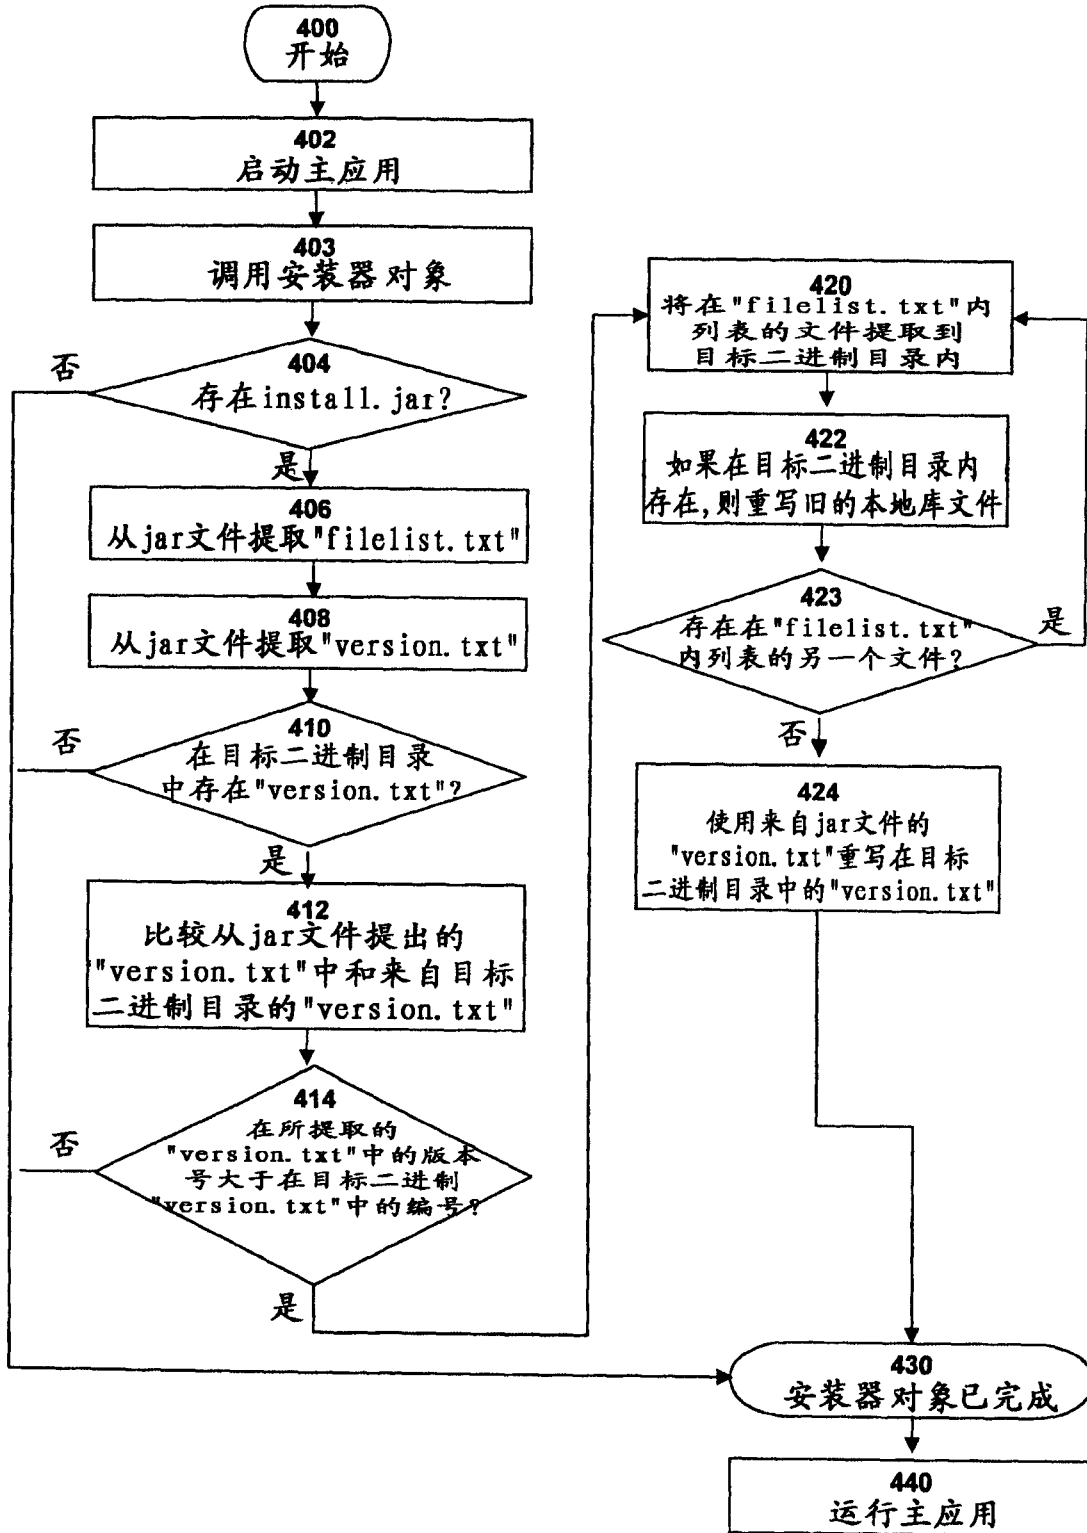 400
开始
402
启动主应用
403
调用安装器对象
否
404
存在install.jar?
是
406
从jar文件提取"filelist.txt"
408
从jar文件提取"version.txt"
否
410
在目标二进制目录
中存在"version.txt"?
是
412
比较从jar文件提出的
"version.txt"中和来自目标
二进制目录的"version.txt"
否
414
在所提取的
"version.txt"中的版本
号大于在目标二进制
"version.txt"中的编号?
是
420
将在"filelist.txt"内
列表的文件提取到
目标二进制目录内
422
如果在目标二进制目录内
存在,则重写旧的本地库文件
423
存在在"filelist.txt"
内列表的另一个文件?
是
否
424
使用来自jar文件的
"version.txt"重写在目标
二进制目录中的"version.txt"
430
安装器对象已完成
440
运行主应用